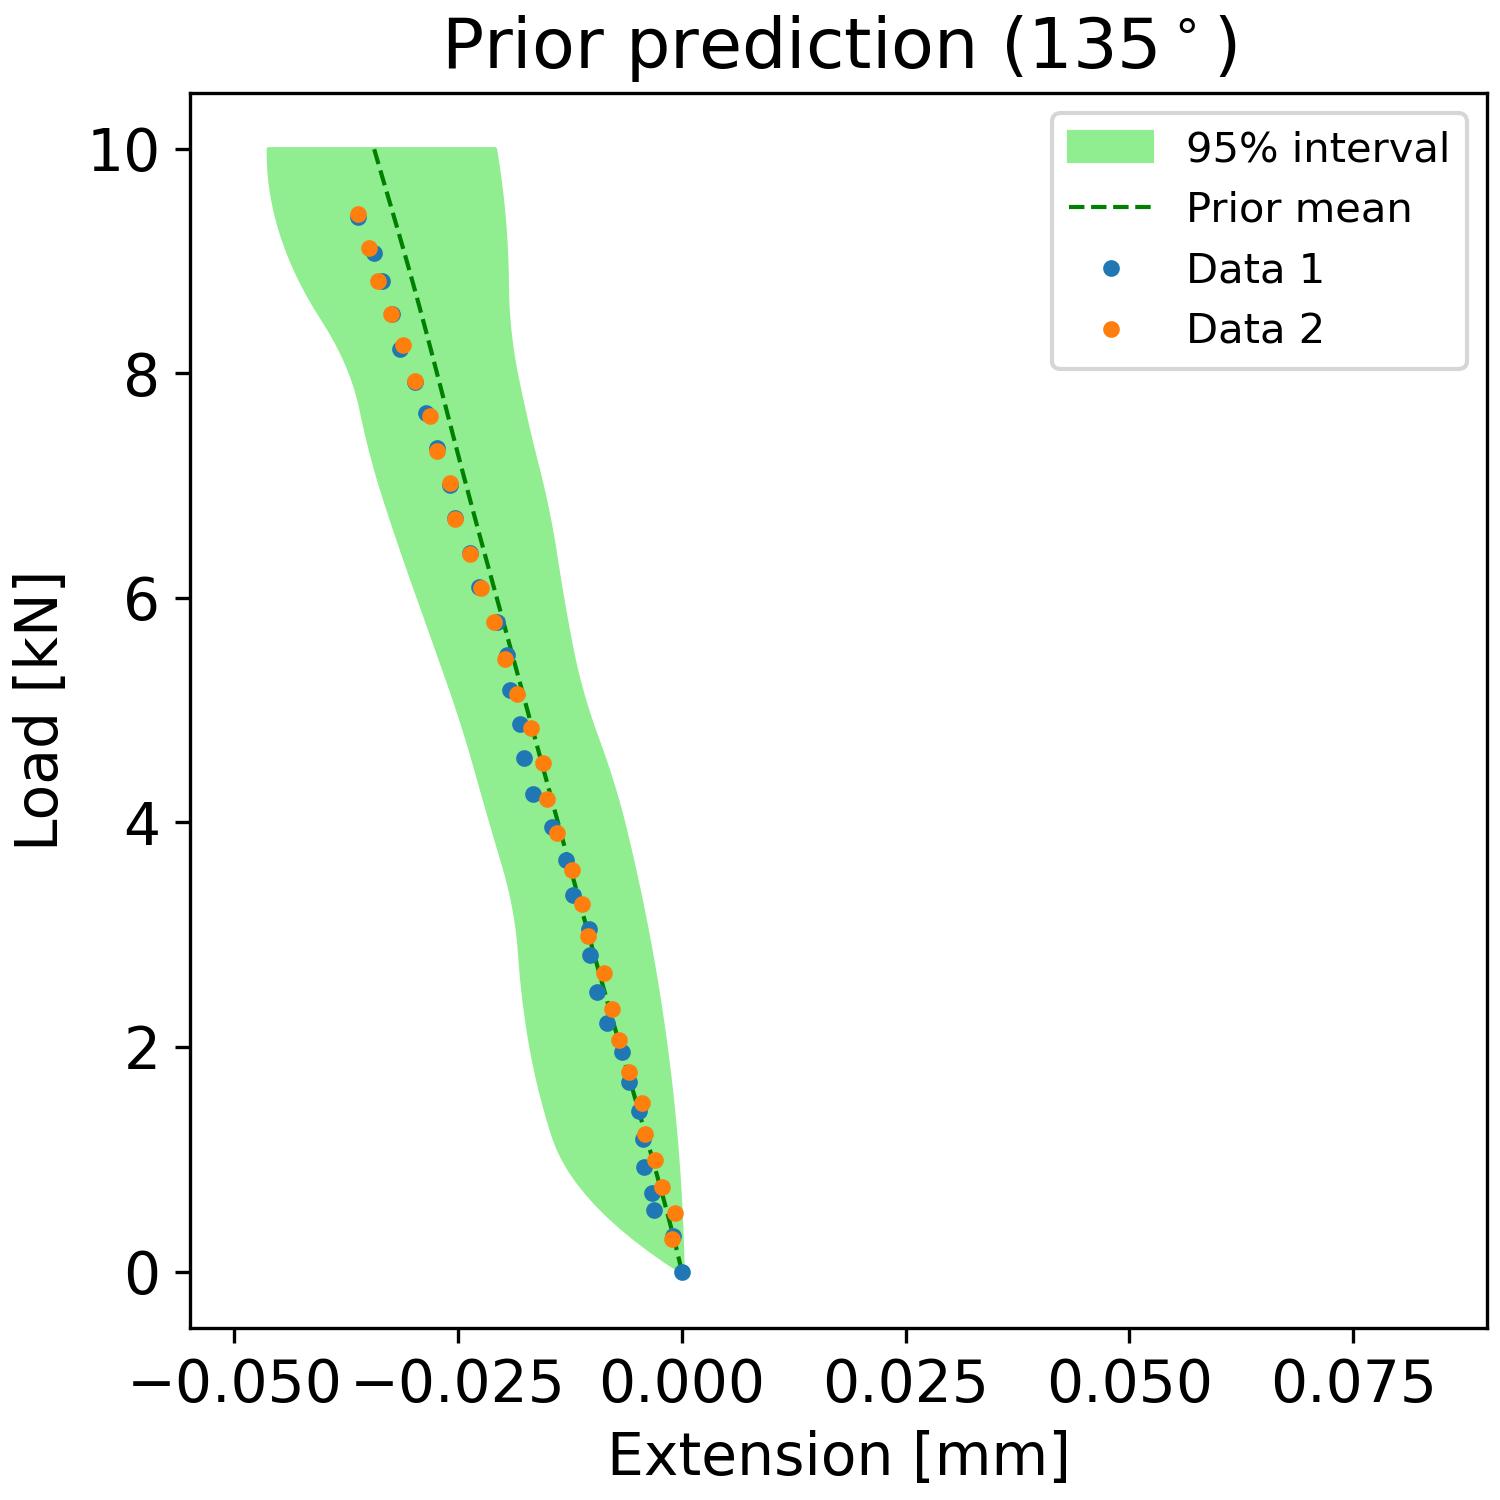 Prior prediction (135°)
95% interval
Prior mean
Data 1
Data 2
Load [kN]
10
8
6
4
2
0
−0.050 −0.025 0.000 0.025 0.050 0.075
Extension [mm]